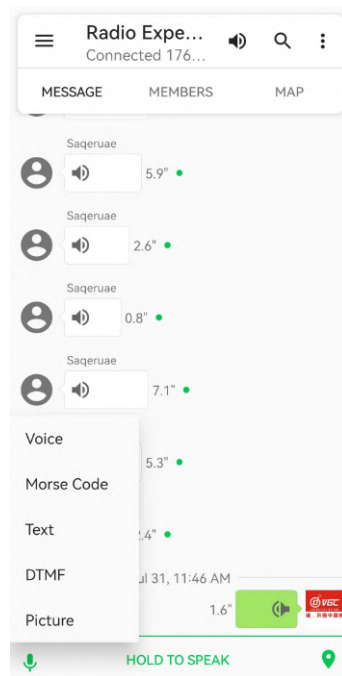 Radio Expe...
Connected 176...
MESSAGE MEMBERS MAP
Saqeruae
5.9"
Saqeruae
2.6"
Saqeruae
0.8"
Saqeruae
7.1"
Voice
5.3"
Morse Code
Text
.4"
DTMF
ul 31, 11:46 AM
Picture
1.6"
VGC
HOLD TO SPEAK